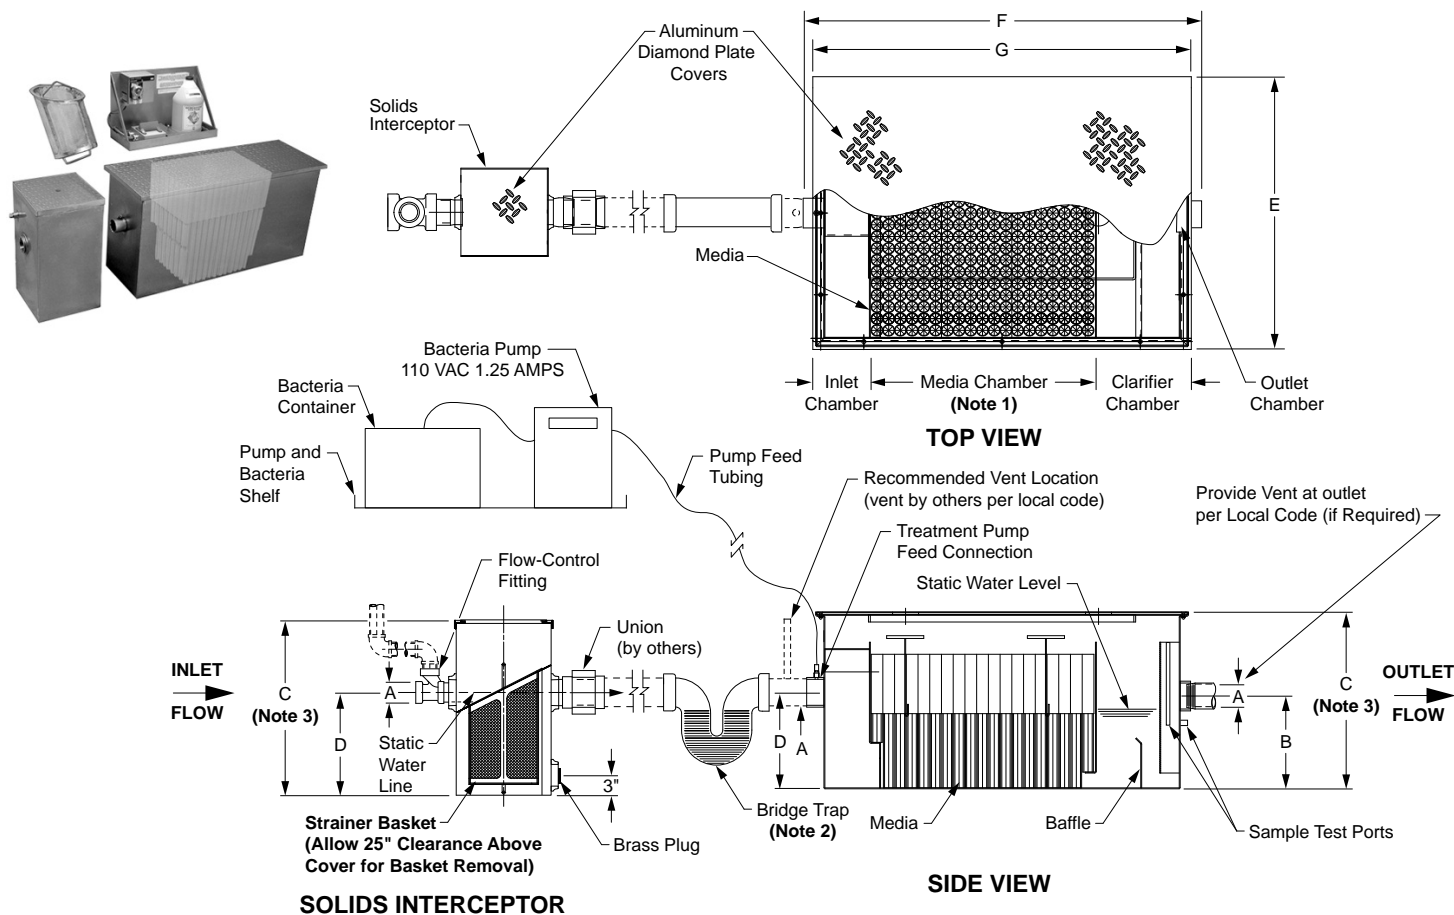 F
G
Aluminum
Diamond Plate
Covers
Solids
Interceptor
E
Media
Inlet
Chamber
Media Chamber
(Note 1)
Clarifier
Chamber
Outlet
Chamber
TOP VIEW
Bacteria Pump
110 VAC 1.25 AMPS
Bacteria
Container
Pump and
Bacteria
Shelf
Pump Feed
Tubing
Recommended Vent Location
(vent by others per local code)
Provide Vent at outlet
per Local Code (if Required)
Treatment Pump
Feed Connection
Static Water Level
Flow-Control
Fitting
Union
(by others)
INLET
FLOW
C
(Note 3)
A
D
Static
Water
Line
3"
D
A
A
B
C
(Note 3)
OUTLET
FLOW
Strainer Basket
(Allow 25" Clearance Above
Cover for Basket Removal)
Brass Plug
Bridge Trap
(Note 2)
Media
Baffle
Sample Test Ports
SOLIDS INTERCEPTOR
SIDE VIEW